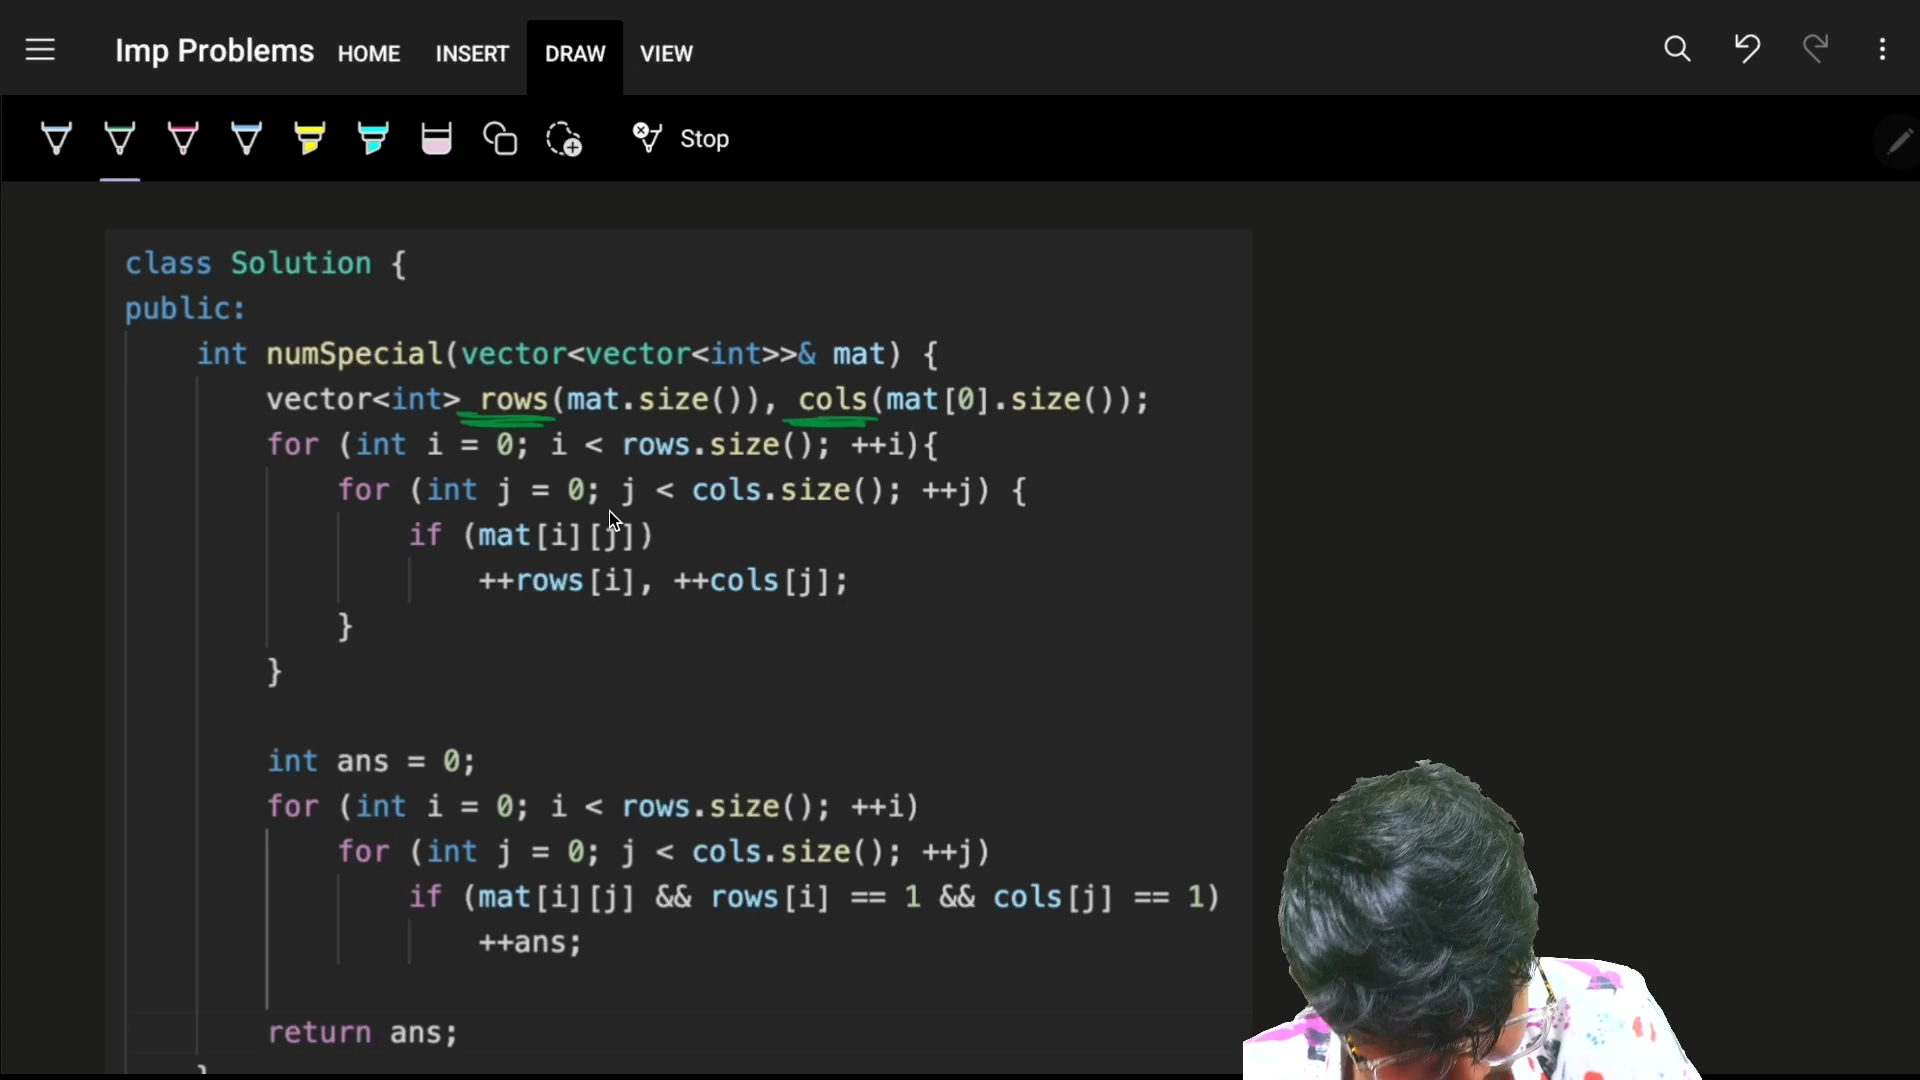 Imp Problems HOME INSERT DRAW VIEW
Stop
class Solution {
public:
int numSpecial(vector<vector<int>>& mat) {
vector<int> rows(mat.size()), cols(mat[0].size());
for (int i = 0; i < rows.size(); ++i){
for (int j = 0; j < cols.size(); ++j) {
if (mat[i][j])
++rows[i], ++cols[j];
}
}
int ans = 0;
for (int i = 0; i < rows.size(); ++i)
for (int j = 0; j < cols.size(); ++j)
if (mat[i][j] && rows[i] == 1 && cols[j] == 1)
++ans;
return ans;
}